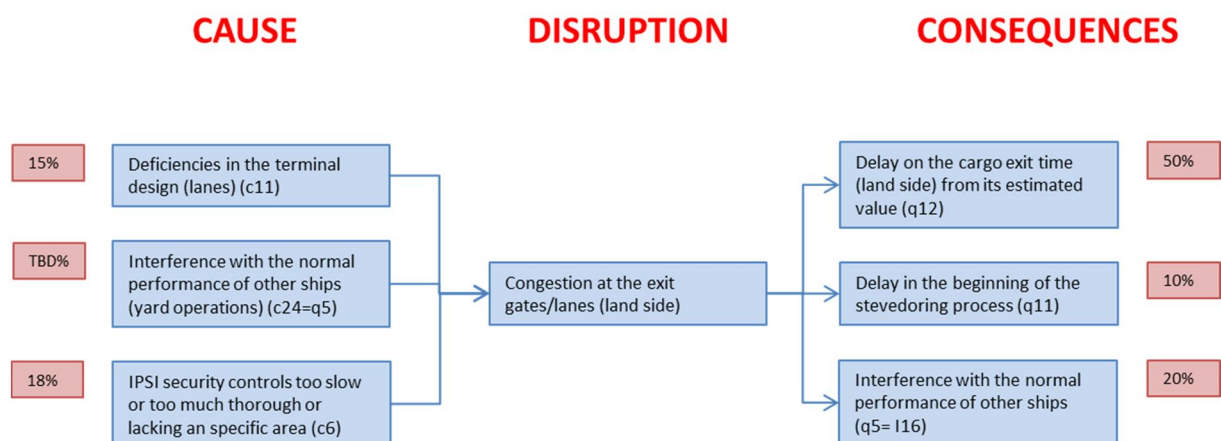 CAUSE
DISRUPTION
CONSEQUENCES
15%
Deficiencies in the terminal
design (lanes) (c11)
TBD%
Interference with the normal
performance of other ships
(yard operations) (c24=q5)
18%
IPSI security controls too slow
or too much thorough or
lacking an specific area (c6)
Congestion at the exit
gates/lanes (land side)
Delay on the cargo exit time
(land side) from its estimated
value (q12)
50%
Delay in the beginning of the
stevedoring process (q11)
10%
Interference with the normal
performance of other ships
(q5= I16)
20%